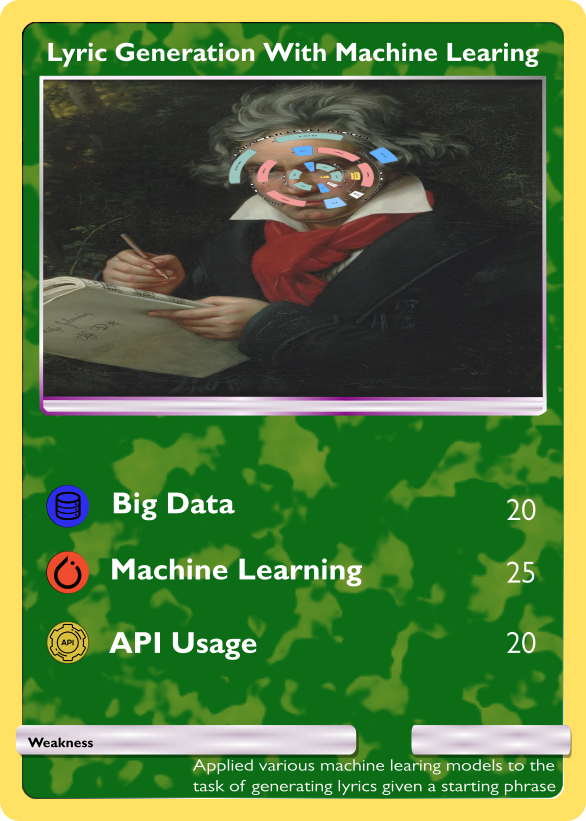 Lyric Generation With Machine Learing
Big Data
20
Machine Learning
25
API
API Usage
20
Weakness
Applied various machine learing models to the
task of generating lyrics given a starting phrase